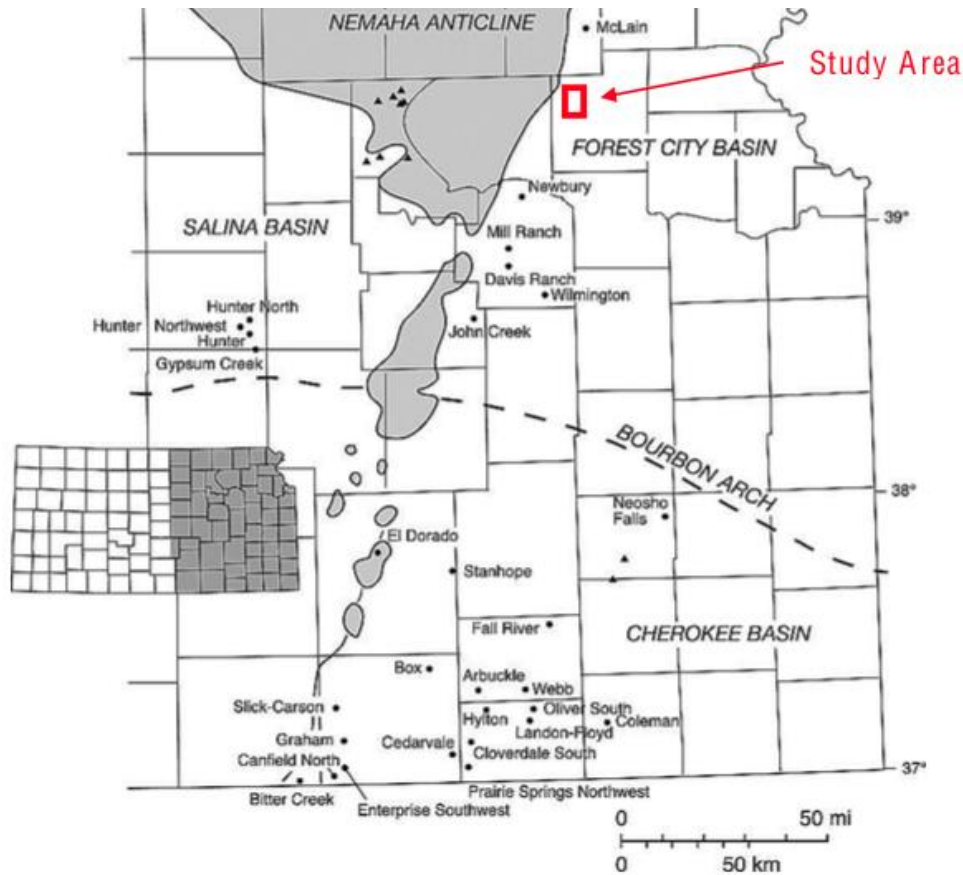 NEMAHA ANTICLINE
McLain
Study Area
FOREST CITY BASIN
Newbury
39°
SALINA BASIN
Mill Ranch
Davis Ranch
Wilmington
Hunter North
Hunter Northwest
Hunter
John Creek
Gypsum Creek
BOURBON ARCH
38°
Neosho
Falls
El Dorado
Stanhope
Fall River
CHEROKEE BASIN
Box
Arbuckle
Webb
Slick-Carson
Oliver South
Hylton
Coleman
Landon-Floyd
Graham
Cedarvale
Cloverdale South
Canfield North
37°
Bitter Creek
Prairie Springs Northwest
Enterprise Southwest
0 50 mi
0 50 km